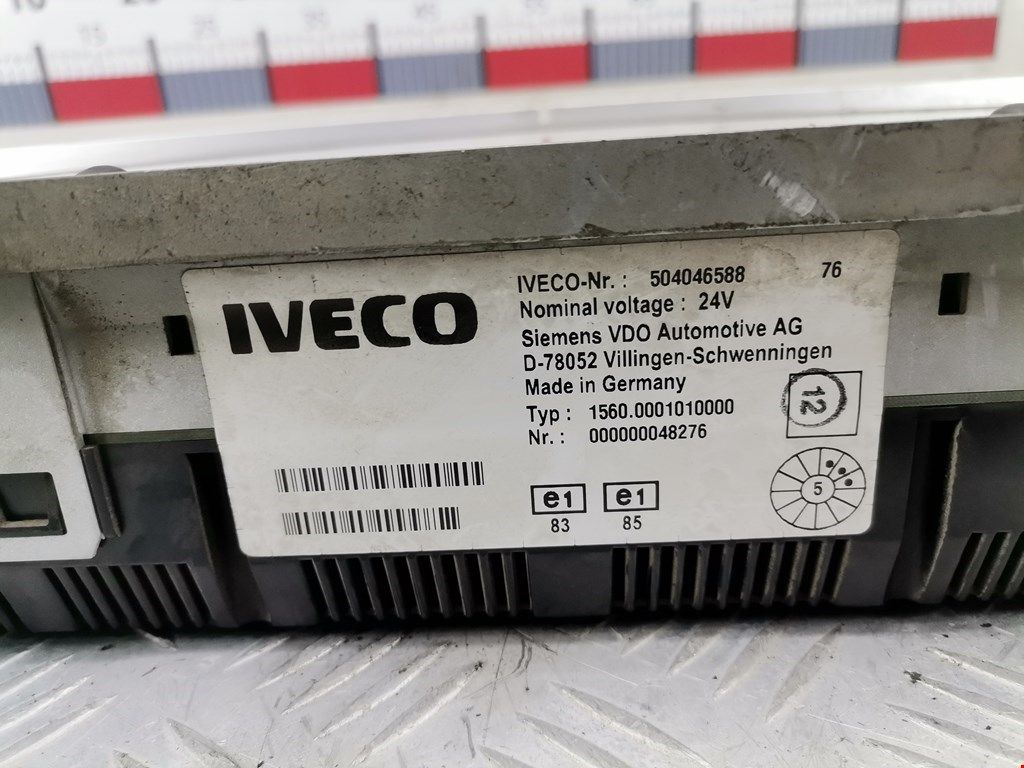 IVECO
IVECO-Nr. : 504046588 76
Nominal voltage : 24V
Siemens VDO Automotive AG
D-78052 Villingen-Schwenningen
Made in Germany
Typ : 1560.0001010000
Nr. : 000000048276
12
e1
83
e1
85
5